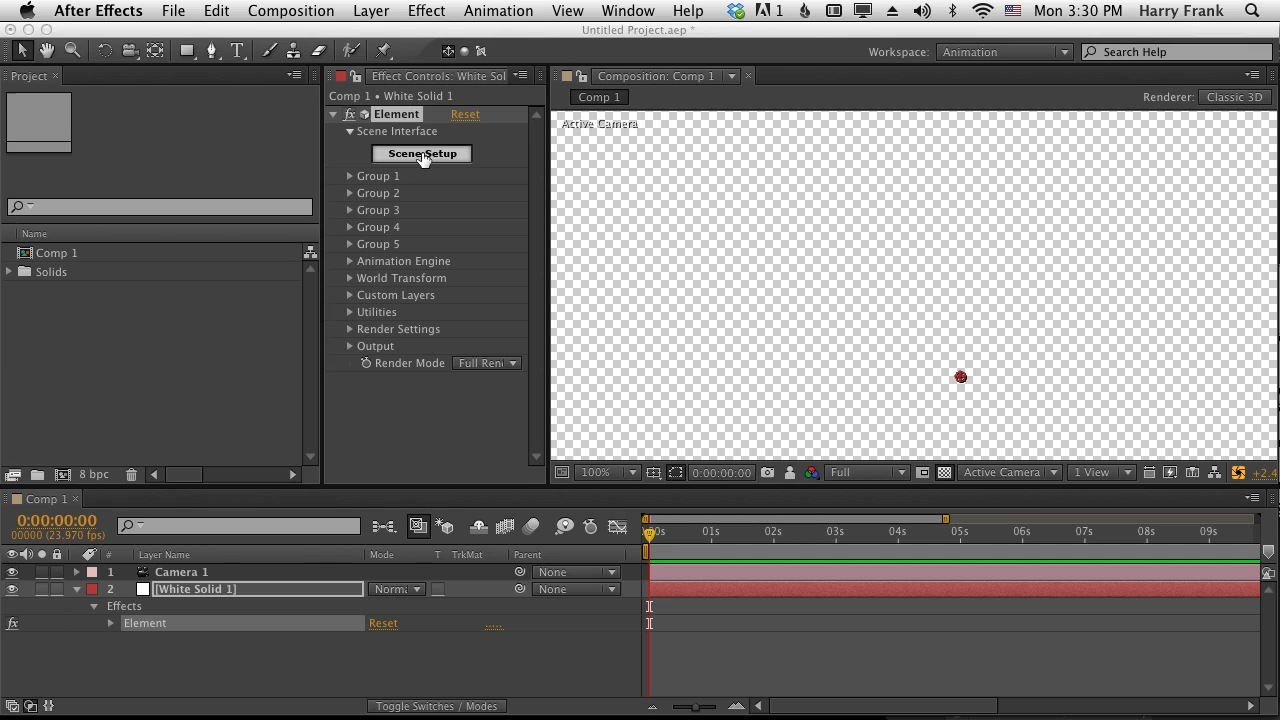 After Effects File Edit Composition Layer Effect Animation View Window Help 1 Mon 3:30 PM Harry Frank
Untitled Project.aep *
Workspace: Animation Search Help
Project × Effect Controls: White Sol Composition: Comp 1 ×
Comp 1 • White Solid 1 Comp 1 Renderer: Classic 3D
fx Element Reset
Active Camera
Scene Interface
Scene Setup
Group 1
Group 2
Group 3
Group 4
Group 5
Animation Engine
World Transform
Custom Layers
Utilities
Render Settings
Output
Render Mode Full Ren
Name
Comp 1
Solids
8 bpc 100% 0:00:00:00 Full Active Camera 1 View +2.4
Comp 1 ×
0:00:00:00
00000 (23.970 fps)
00s 01s 02s 03s 04s 05s 06s 07s 08s 09s
# Layer Name Mode T TrkMat Parent
1 Camera 1 None
2 [White Solid 1] Norma None
Effects
fx Element Reset .....
Toggle Switches / Modes